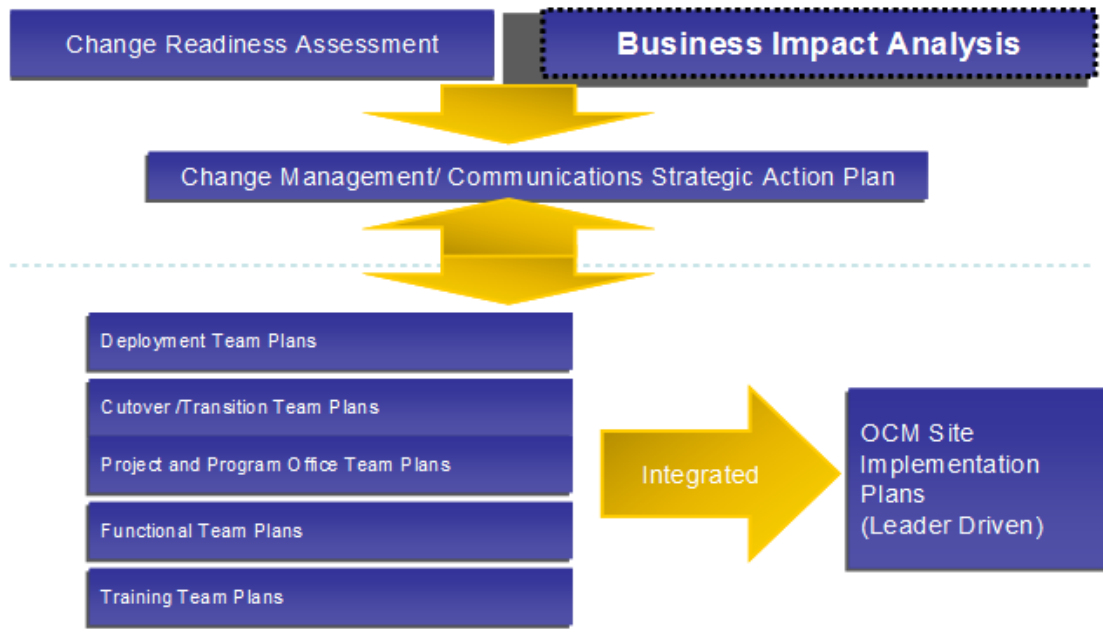 Change Readiness Assessment
Business Impact Analysis
Change Management/ Communications Strategic Action Plan
Deployment Team Plans
Cutover /Transition Team Plans
Project and Program Office Team Plans
Functional Team Plans
Training Team Plans
Integrated
OCM Site
Implementation
Plans
(Leader Driven)